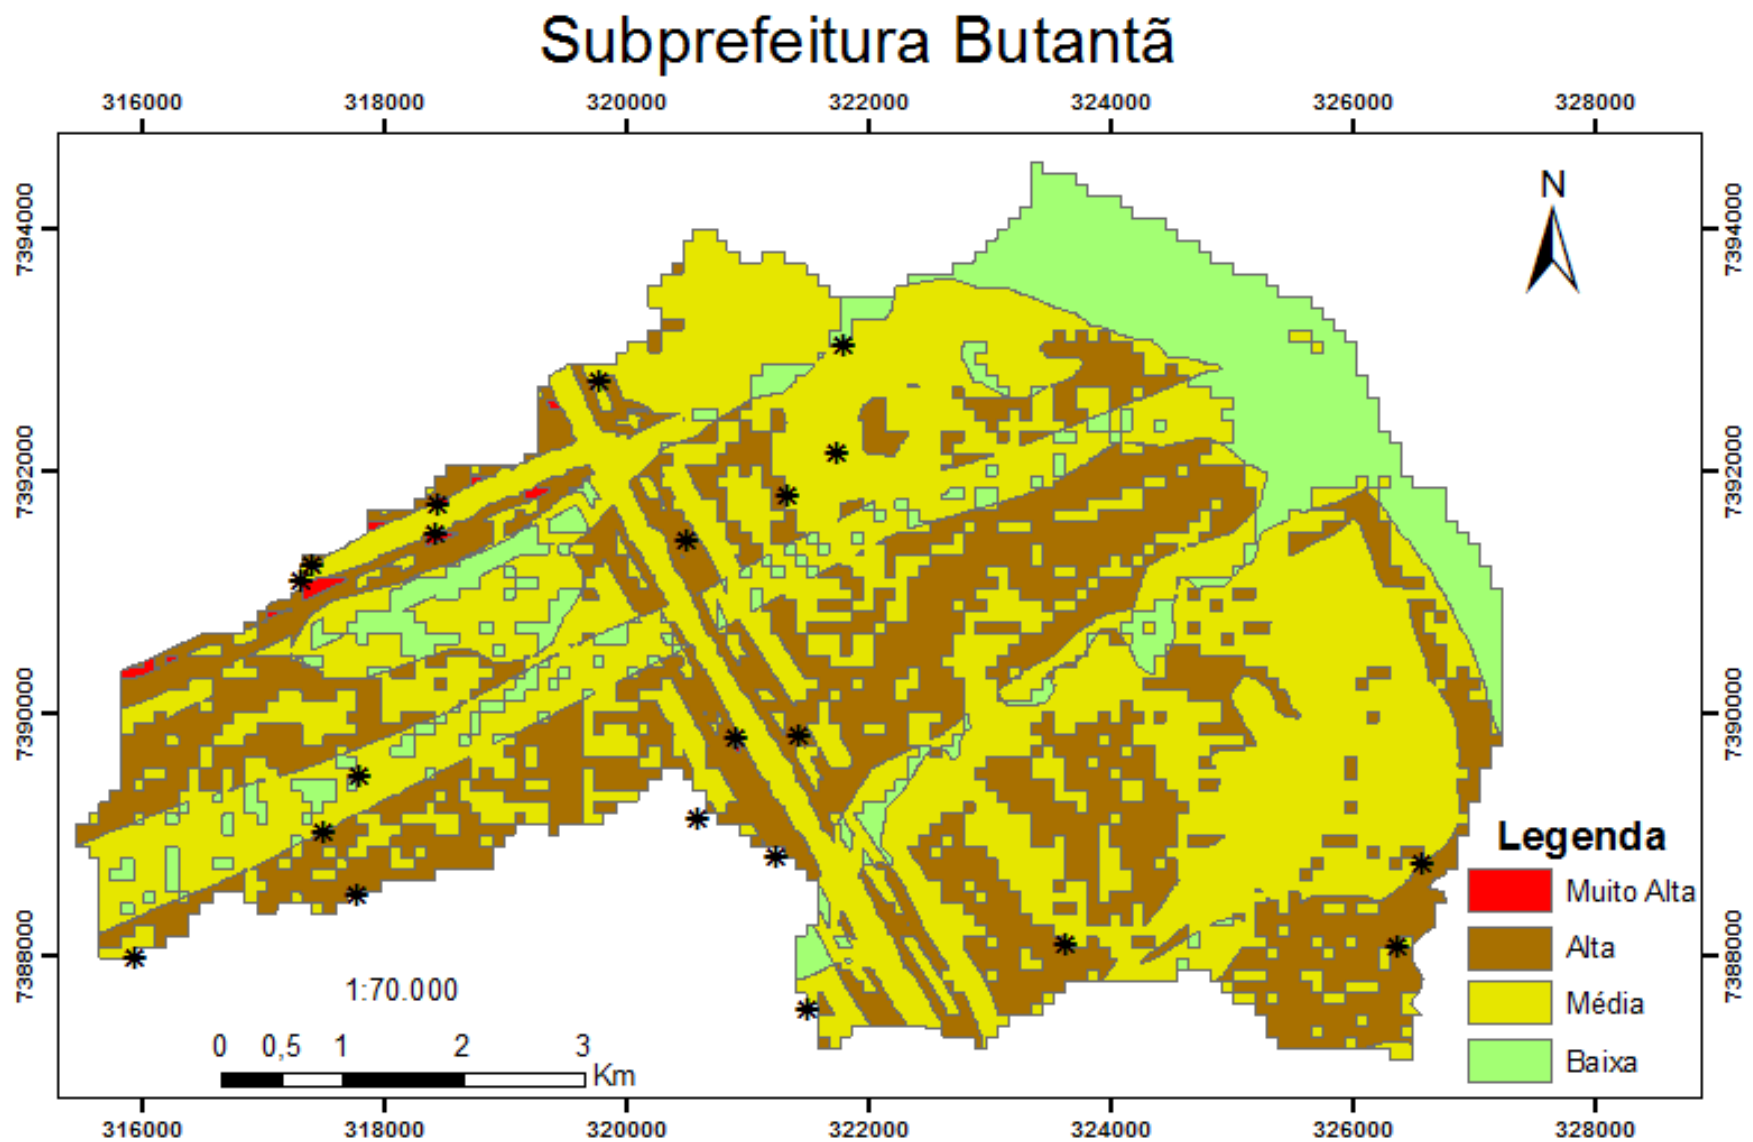 Subprefeitura Butantã
316000 318000 320000 322000 324000 326000 328000
N
7394000 7394000
7392000 7392000
7390000 7390000
7388000 7388000
Legenda
Muito Alta
Alta
Média
Baixa
1:70.000
0 0,5 1 2 3
Km
316000 318000 320000 322000 324000 326000 328000